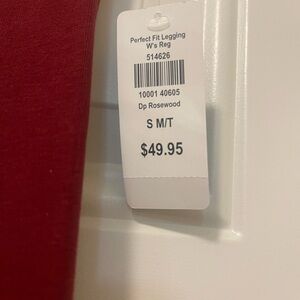 Perfect Fit Legging
W's Reg
514626
10001 40605
Dp Rosewood
S M/T
$49.95